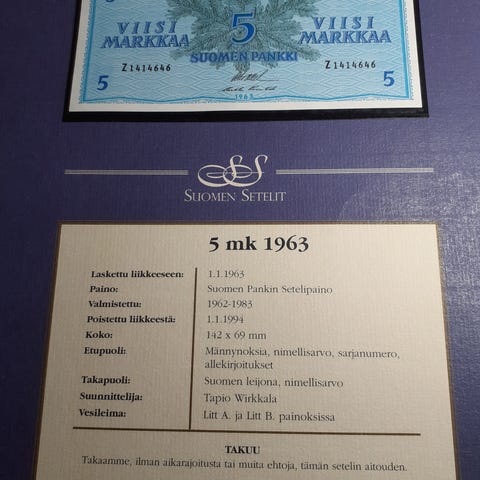 VIISI MARKKAA
5
VIISI MARKKAA
SUOMEN PANKKI
Z1414646
Z1414646
5
1963
5
SUOMEN SETELIT
5 mk 1963
Laskettu liikkeeseen: 1.1.1963
Paino: Suomen Pankin Setelipaino
Valmistettu: 1962-1983
Poistettu liikkeestä: 1.1.1994
Koko: 142 x 69 mm
Etupuoli: Männynoksia, nimellisarvo, sarjanumero,
allekirjoitukset
Takapuoli: Suomen leijona, nimellisarvo
Suunnittelija: Tapio Wirkkala
Vesileima: Litt A. ja Litt B. painoksissa
TAKUU
Takaamme, ilman aikarajoitusta tai muita ehtoja, tämän setelin aitouden.